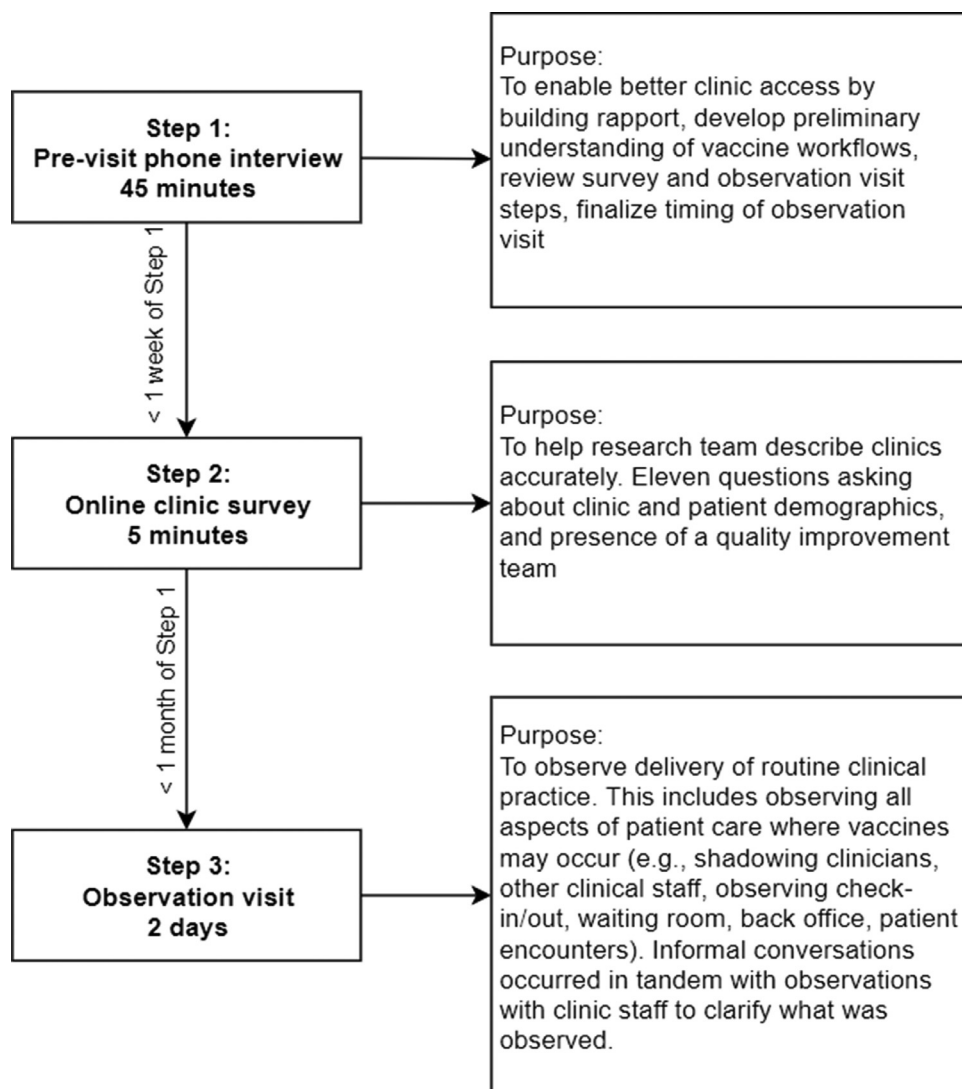 Step 1:
Pre-visit phone interview
45 minutes
Purpose:
To enable better clinic access by
building rapport, develop preliminary
understanding of vaccine workflows,
review survey and observation visit
steps, finalize timing of observation
visit
< 1 week of Step 1
Step 2:
Online clinic survey
5 minutes
Purpose:
To help research team describe clinics
accurately. Eleven questions asking
about clinic and patient demographics,
and presence of a quality improvement
team
< 1 month of Step 1
Step 3:
Observation visit
2 days
Purpose:
To observe delivery of routine clinical
practice. This includes observing all
aspects of patient care where vaccines
may occur (e.g., shadowing clinicians,
other clinical staff, observing check-
in/out, waiting room, back office, patient
encounters). Informal conversations
occurred in tandem with observations
with clinic staff to clarify what was
observed.